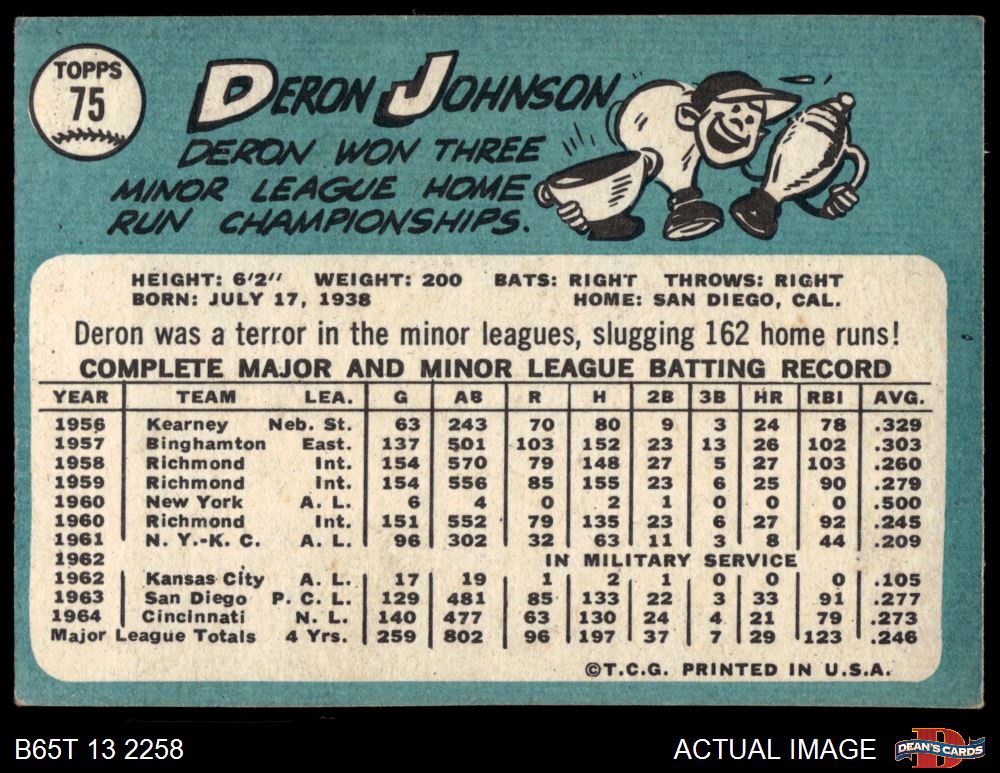 TOPPS
75
DERON JOHNSON
DERON WON THREE
MINOR LEAGUE HOME
RUN CHAMPIONSHIPS.
HEIGHT: 6'2" WEIGHT: 200 BATS: RIGHT THROWS: RIGHT
BORN: JULY 17, 1938 HOME: SAN DIEGO, CAL.
Deron was a terror in the minor leagues, slugging 162 home runs!
COMPLETE MAJOR AND MINOR LEAGUE BATTING RECORD
YEAR TEAM LEA. G AB R H 2B 3B HR RBI AVG.
1956 Kearney Neb. St. 63 243 70 80 9 3 24 78 .329
1957 Binghamton East. 137 501 103 152 23 13 26 102 .303
1958 Richmond Int. 154 570 79 148 27 5 27 103 .260
1959 Richmond Int. 154 556 85 155 23 6 25 90 .279
1960 New York A. L. 6 4 0 2 1 0 0 0 .500
1960 Richmond Int. 151 552 79 135 23 6 27 92 .245
1961 N. Y.-K. C. A. L. 96 302 32 63 11 3 8 44 .209
1962 IN MILITARY SERVICE
1962 Kansas City A. L. 17 19 1 2 1 0 0 0 .105
1963 San Diego P. C. L. 129 481 85 133 22 3 33 91 .277
1964 Cincinnati N. L. 140 477 63 130 24 4 21 79 .273
Major League Totals 4 Yrs. 259 802 96 197 37 7 29 123 .246
©T.C.G. PRINTED IN U.S.A.
B65T 13 2258 ACTUAL IMAGE D DEAN'S CARDS